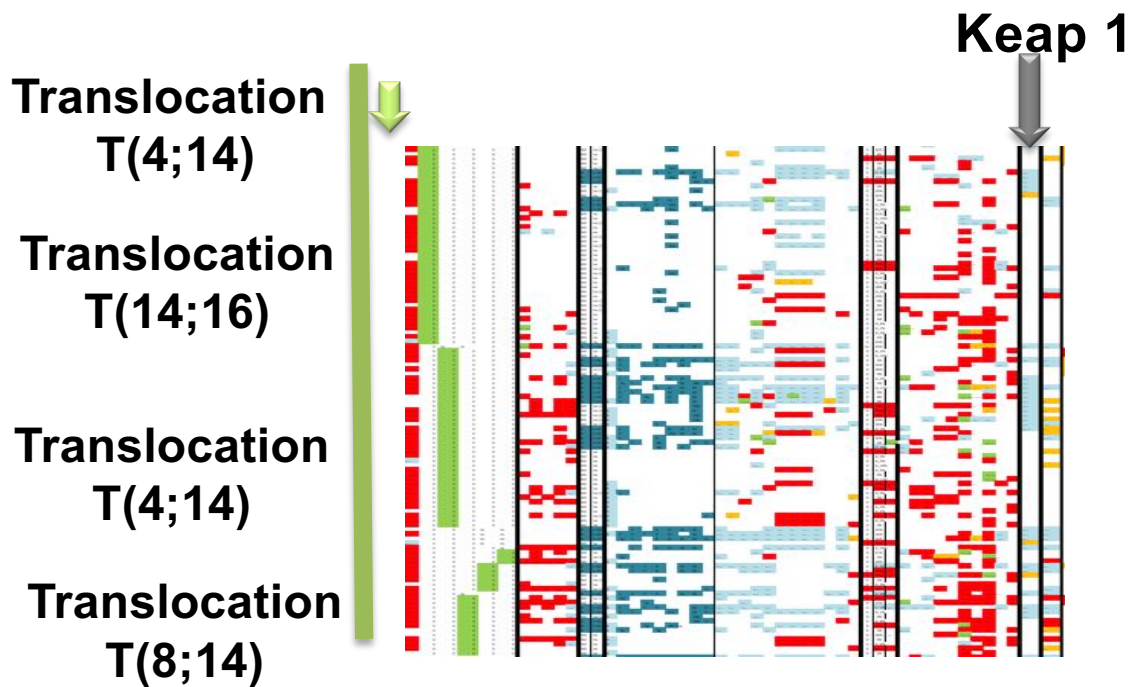 Keap 1
Translocation
T(4;14)
Translocation
T(14;16)
Translocation
T(4;14)
Translocation
T(8;14)